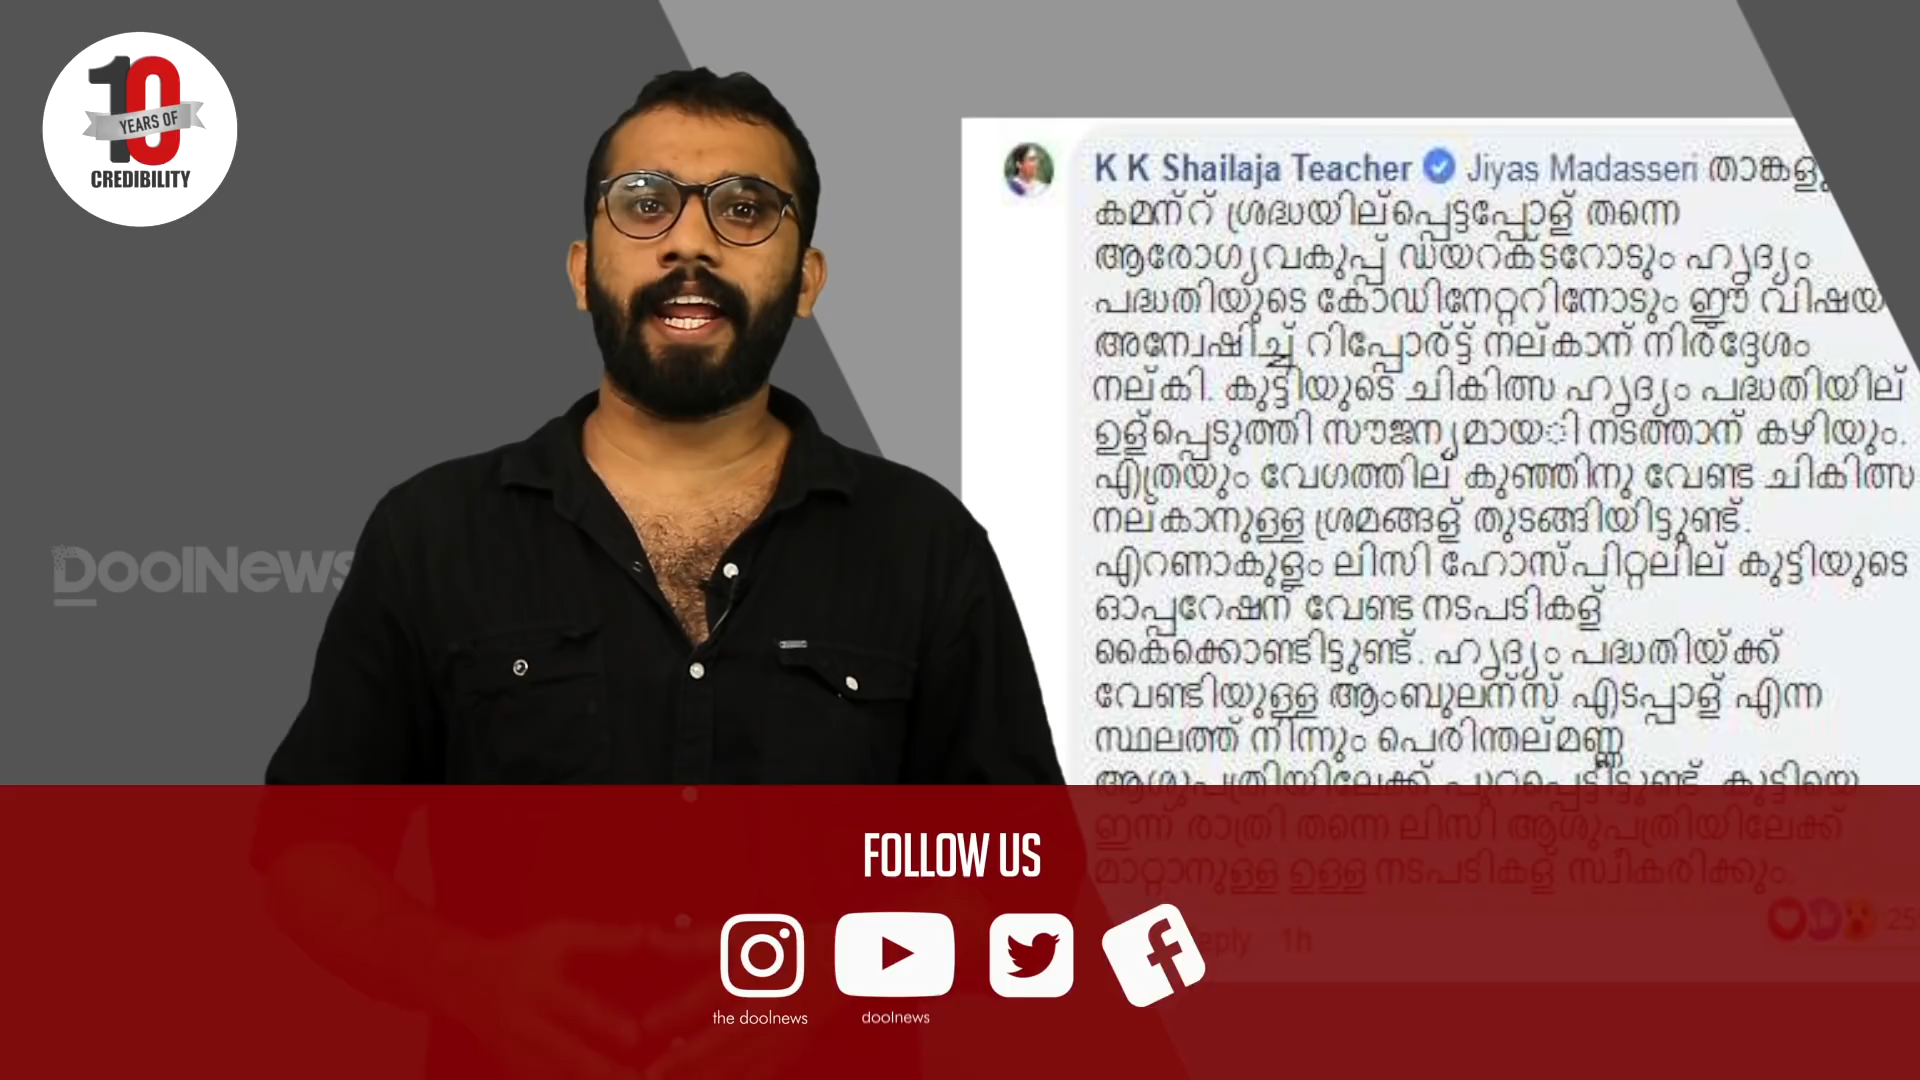 10
YEARS OF
CREDIBILITY
DoolNews
K K Shailaja Teacher Jiyas Madasseri
കമന്റ് ശ്രദ്ധയില്‌പ്പെട്ടപ്പോള് തന്നെ
ആരോഗ്യവകുപ്പ് ഡയറക്ടറോടും ഹൃദ്യം
പദ്ധതിയുടെ കോഡിനേറ്ററിനോടും ഈ വിഷയ
അന്വേഷിച്ച് റിപ്പോര്ട്ട് നല്കാന് നിര്ദ്ദേശം
നല്കി. കുട്ടിയുടെ ചികിത്സ ഹൃദ്യം പദ്ധതിയില്
ഉള്‌പ്പെടുത്തി സൗജന്യമായി നടത്താന് കഴിയും.
എത്രയും വേഗത്തില് കുഞ്ഞിനു വേണ്ട ചികിത്സ
നല്കാനുള്ള ശ്രമങ്ങള് തുടങ്ങിയിട്ടുണ്ട്.
എറണാകുളം ലിസി ഹോസ്പിറ്റലില് കുട്ടിയുടെ
ഓപ്പറേഷന് വേണ്ട നടപടികള്
കൈക്കൊണ്ടിട്ടുണ്ട്. ഹൃദ്യം പദ്ധതിയ്ക്ക്
വേണ്ടിയുള്ള ആംബുലന്സ് എടപ്പാള് എന്ന
സ്ഥലത്ത് നിന്നും പെരിന്തല്മണ്ണ
ആശുപത്രിയിലേക്ക് പുറപ്പെട്ടിട്ടുണ്ട്. കുട്ടിയെ
ഇന്ന് രാത്രി തന്നെ ലിസി ആശുപത്രിയിലേക്ക്
മാറ്റാനുള്ള ഉള്ള നടപടികള് സ്വീകരിക്കും.
1h
FOLLOW US
the doolnews
doolnews